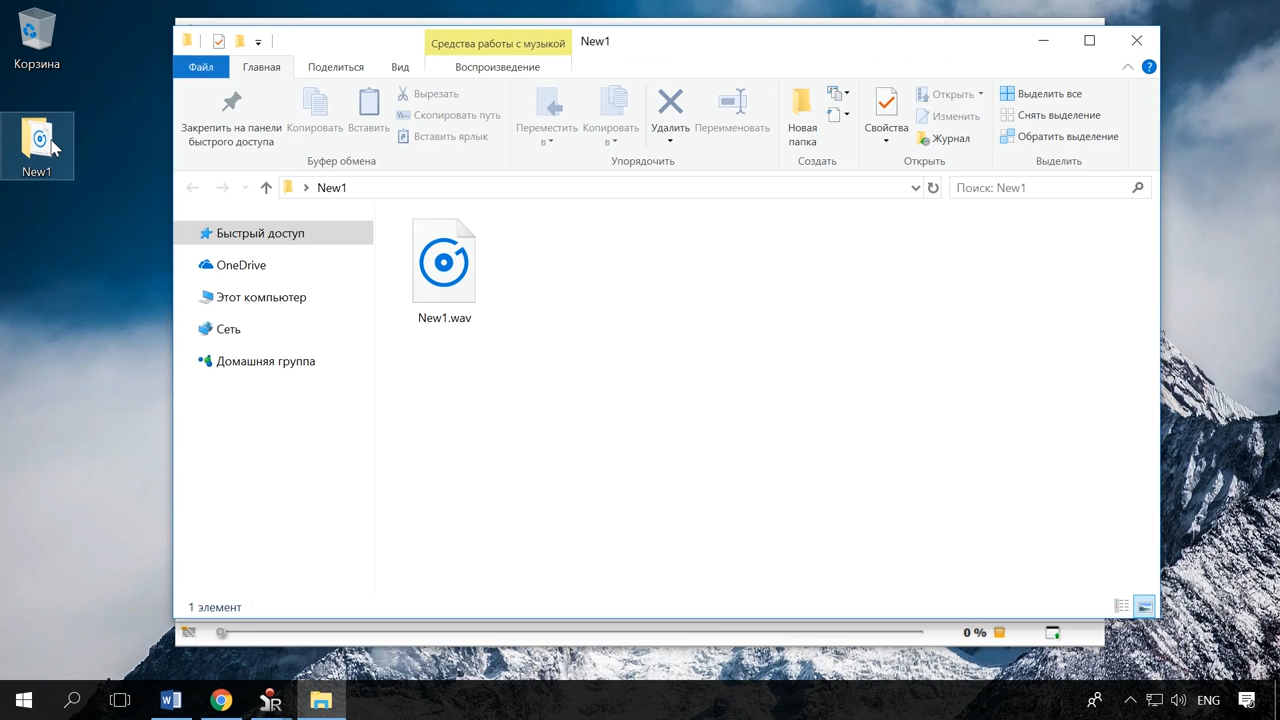 Корзина
New1
Средства работы с музыкой
New1
Файл
Главная
Поделиться
Вид
Воспроизведение
Закрепить на панели
быстрого доступа
Копировать
Вставить
Вырезать
Скопировать путь
Вставить ярлык
Буфер обмена
Переместить
в
Копировать
в
Удалить
Переименовать
Упорядочить
Новая
папка
Создать
Свойства
Открыть
Изменить
Журнал
Открыть
Выделить все
Снять выделение
Обратить выделение
Выделить
New1
Поиск: New1
Быстрый доступ
OneDrive
Этот компьютер
Сеть
Домашняя группа
New1.wav
1 элемент
0 %
ENG